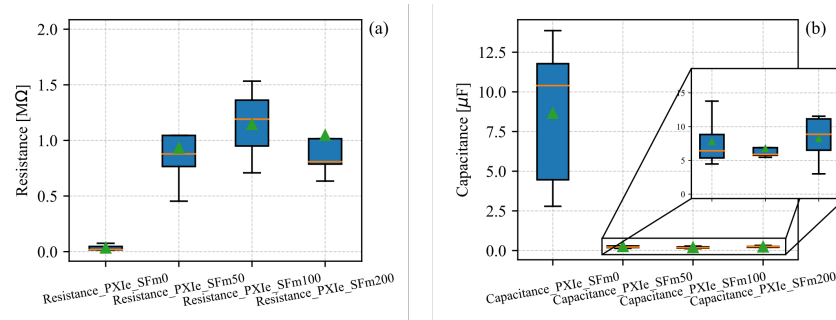 (a)
2.0
1.5
1.0
0.5
0.0
Resistance [MΩ]
Resistance_PXIe_SFm0
Resistance_PXIe_SFm50
Resistance_PXIe_SFm100
Resistance_PXIe_SFm200
(b)
12.5
10.0
7.5
5.0
2.5
0.0
Capacitance [μF]
15
10
5
0
Capacitance_PXIe_SFm0
Capacitance_PXIe_SFm50
Capacitance_PXIe_SFm100
Capacitance_PXIe_SFm200